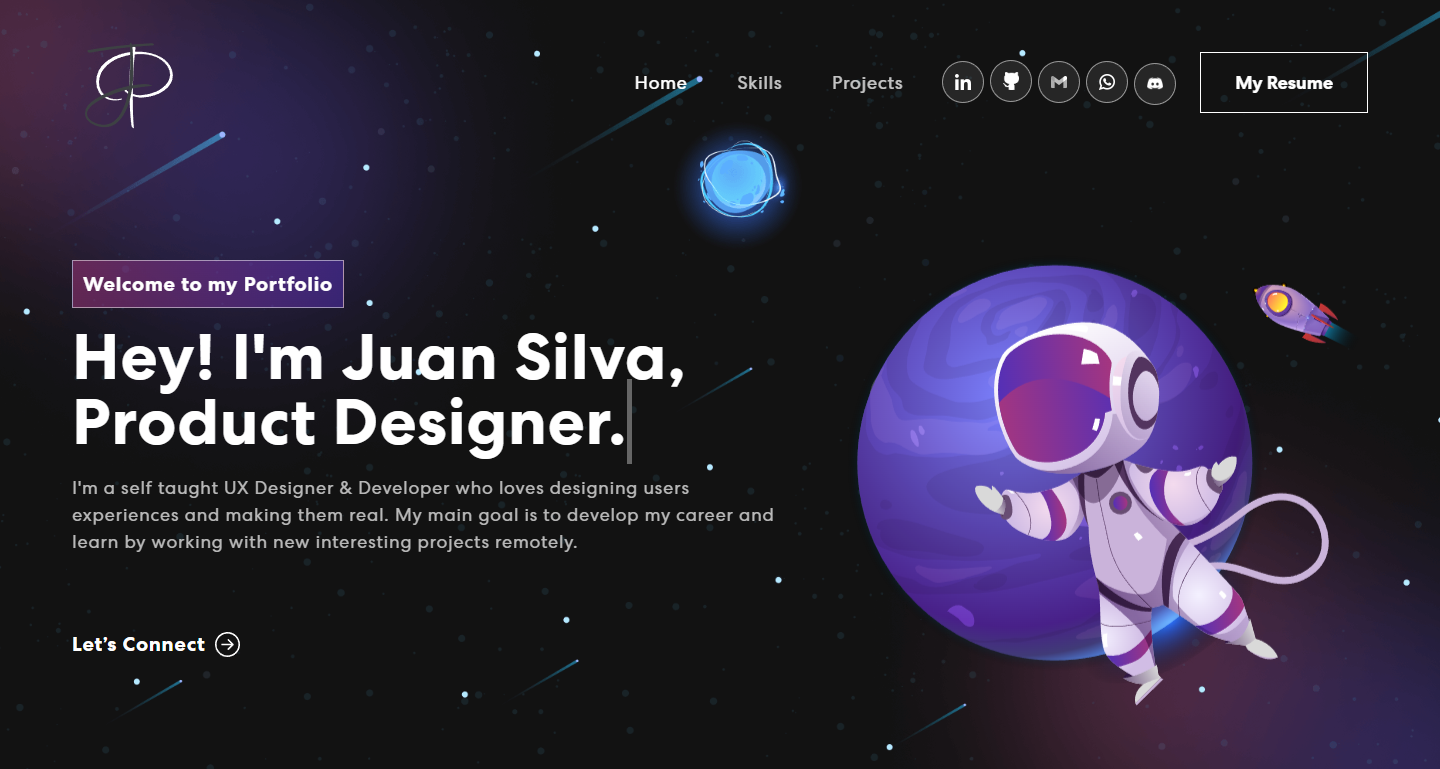 Home Skills Projects My Resume
Welcome to my Portfolio
Hey! I'm Juan Silva,
Product Designer.
I'm a self taught UX Designer & Developer who loves designing users
experiences and making them real. My main goal is to develop my career and
learn by working with new interesting projects remotely.
Let’s Connect